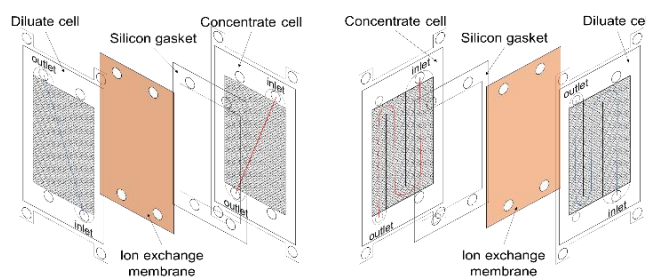 Diluate cell
Silicon gasket
Concentrate cell
outlet
inlet
outlet
inlet
Ion exchange
membrane
Concentrate cell
Silicon gasket
Diluate ce
inlet
outlet
outlet
inlet
Ion exchange
membrane